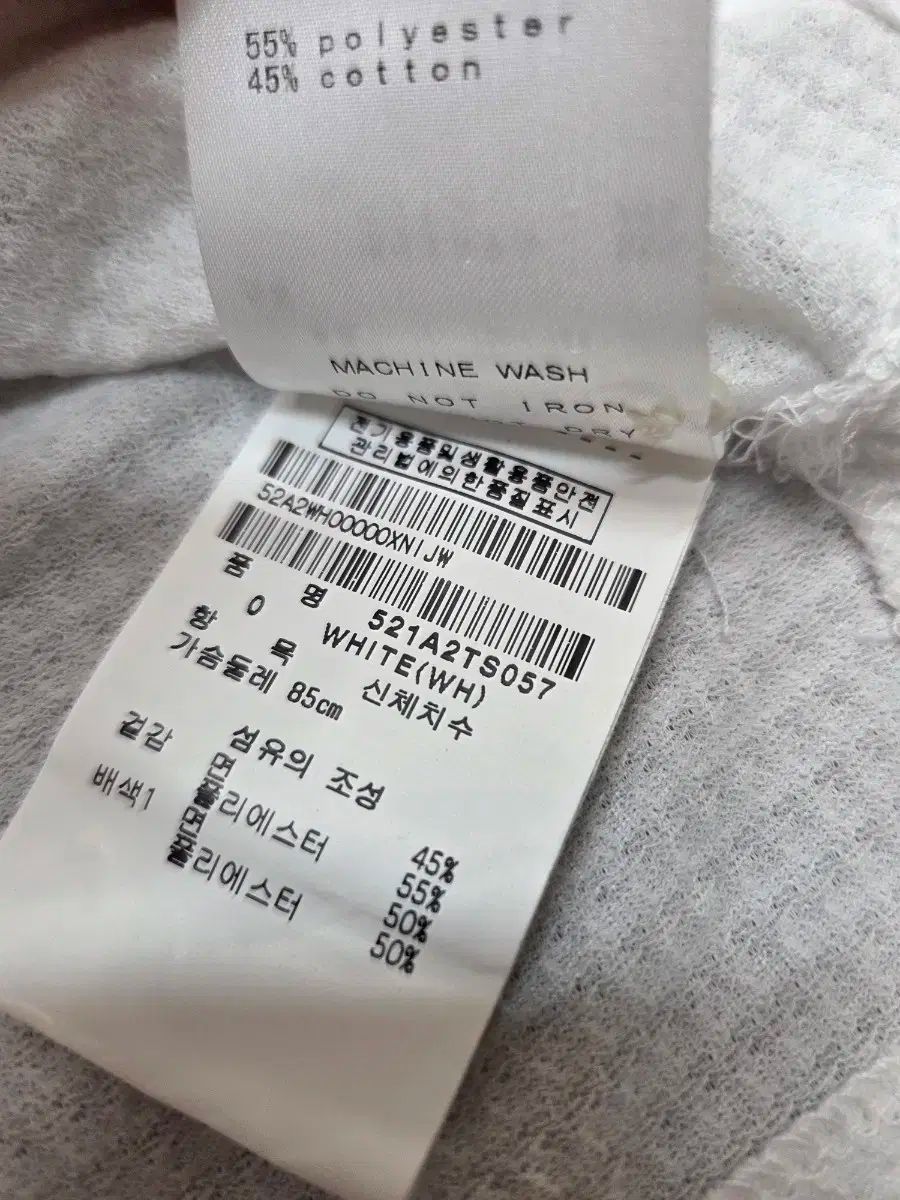 55% polyester
45% cotton
MACHINE WASH
DO NOT IRON
DRY
전기용품및생활용품안전
관리법에의한품질표시
52A2WH00000XNIJW
품 명 521A2TS057
0 WHITE(WH)
항 목 신체치수
가슴둘레 85cm
섬유의 조성
겉감 면 45%
폴리에스터 55%
배색1 면 50%
폴리에스터 50%